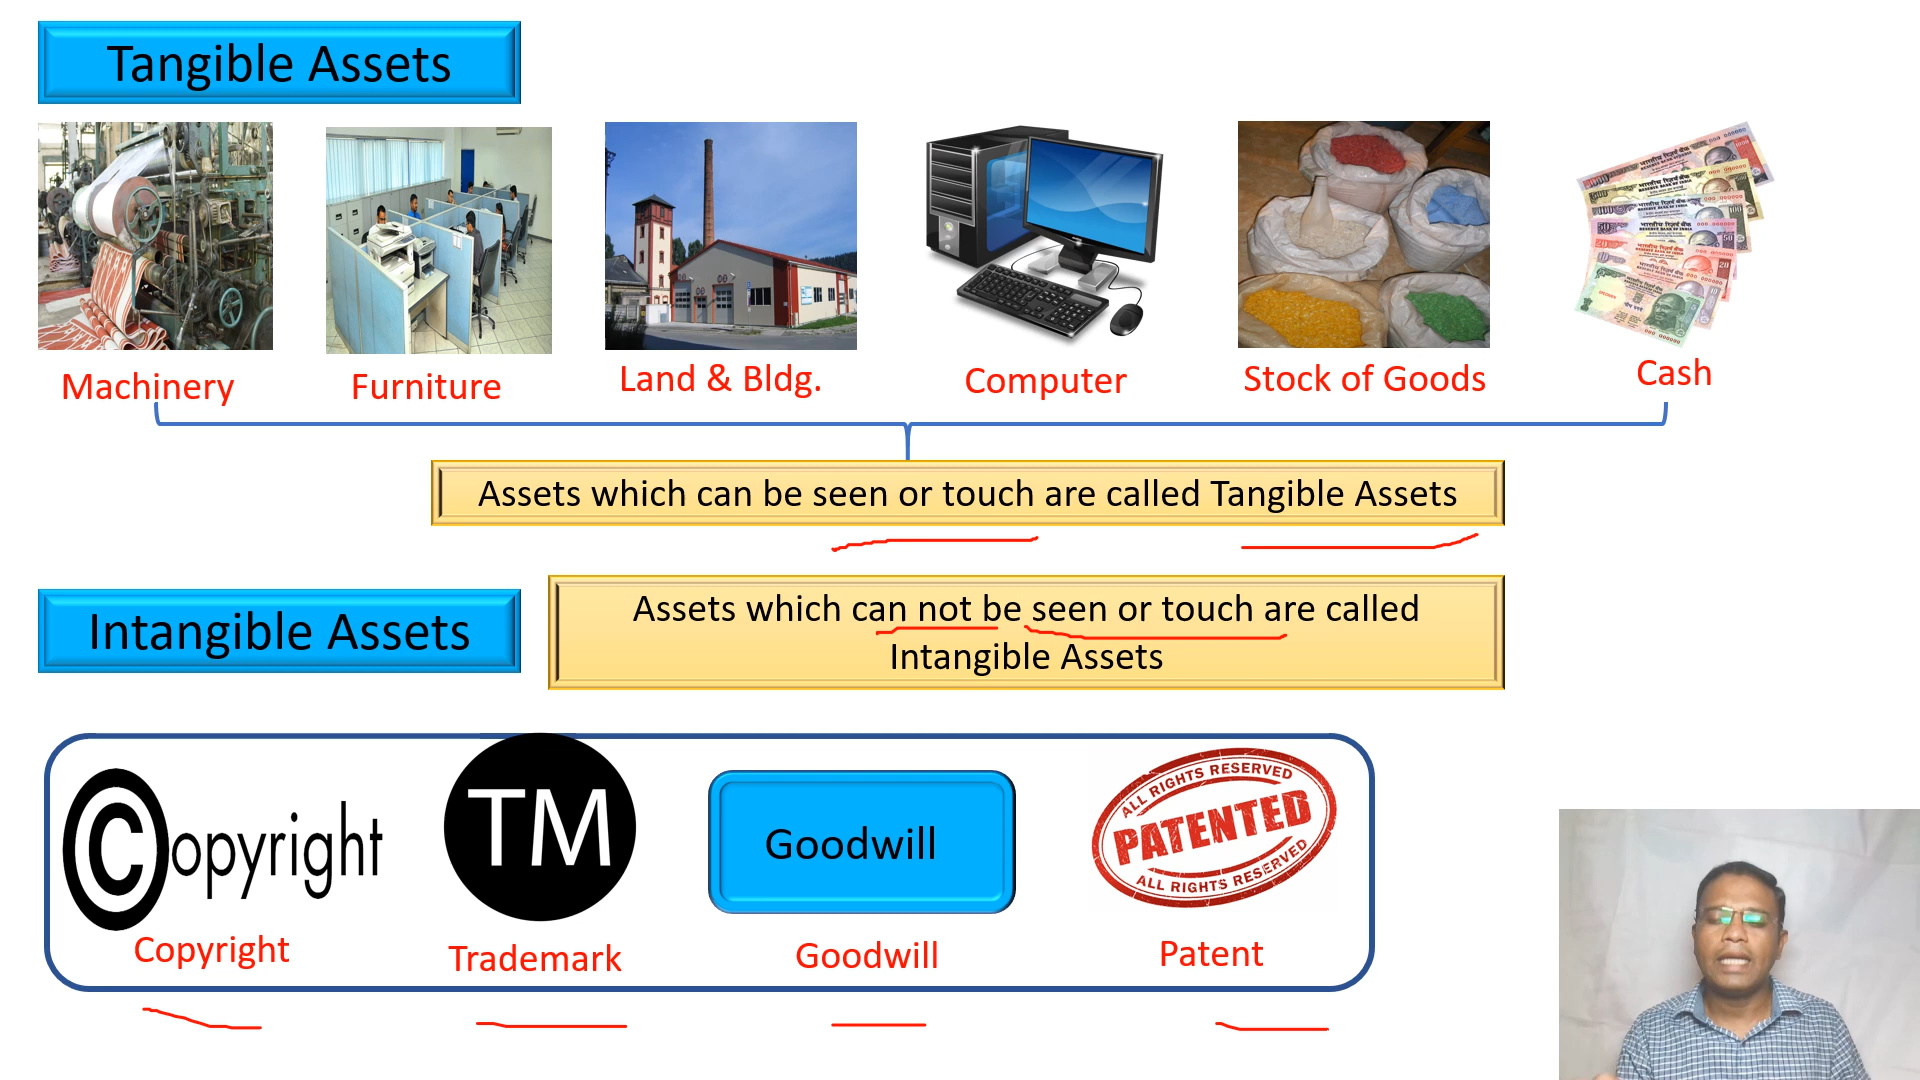 Tangible Assets
Machinery
Furniture
Land & Bldg.
Computer
Stock of Goods
Cash
Assets which can be seen or touch are called Tangible Assets
Intangible Assets
Assets which can not be seen or touch are called
Intangible Assets
Copyright
TM
Goodwill
ALL RIGHTS RESERVED
PATENTED
ALL RIGHTS RESERVED
Copyright
Trademark
Goodwill
Patent